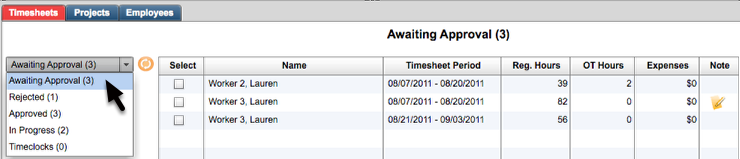 Timesheets Projects Employees
Awaiting Approval (3)
Awaiting Approval (3)
Awaiting Approval (3)
Rejected (1)
Approved (3)
In Progress (2)
Timeclocks (0)
Select Name Timesheet Period Reg. Hours OT Hours Expenses Note
Worker 2, Lauren 08/07/2011 - 08/20/2011 39 2 $0
Worker 3, Lauren 08/07/2011 - 08/20/2011 82 0 $0
Worker 3, Lauren 08/21/2011 - 09/03/2011 56 0 $0